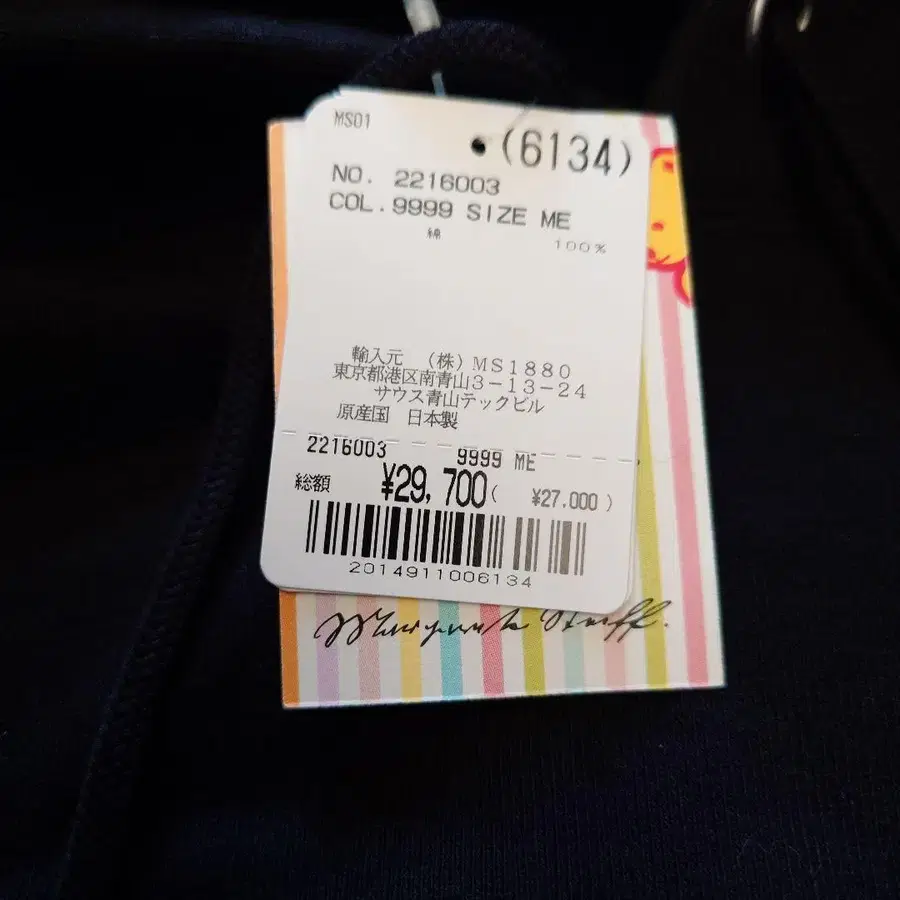 MS01
(6134)
NO. 2216003
COL.9999 SIZE ME
綿 100%
輸入元 (株)MS1880
東京都港区南青山3-13-24
サウス青山テックビル
原産国 日本製
2216003 9999 ME
総額 ¥29,700( ¥27,000 )
2014911006134
Margarete Steiff.